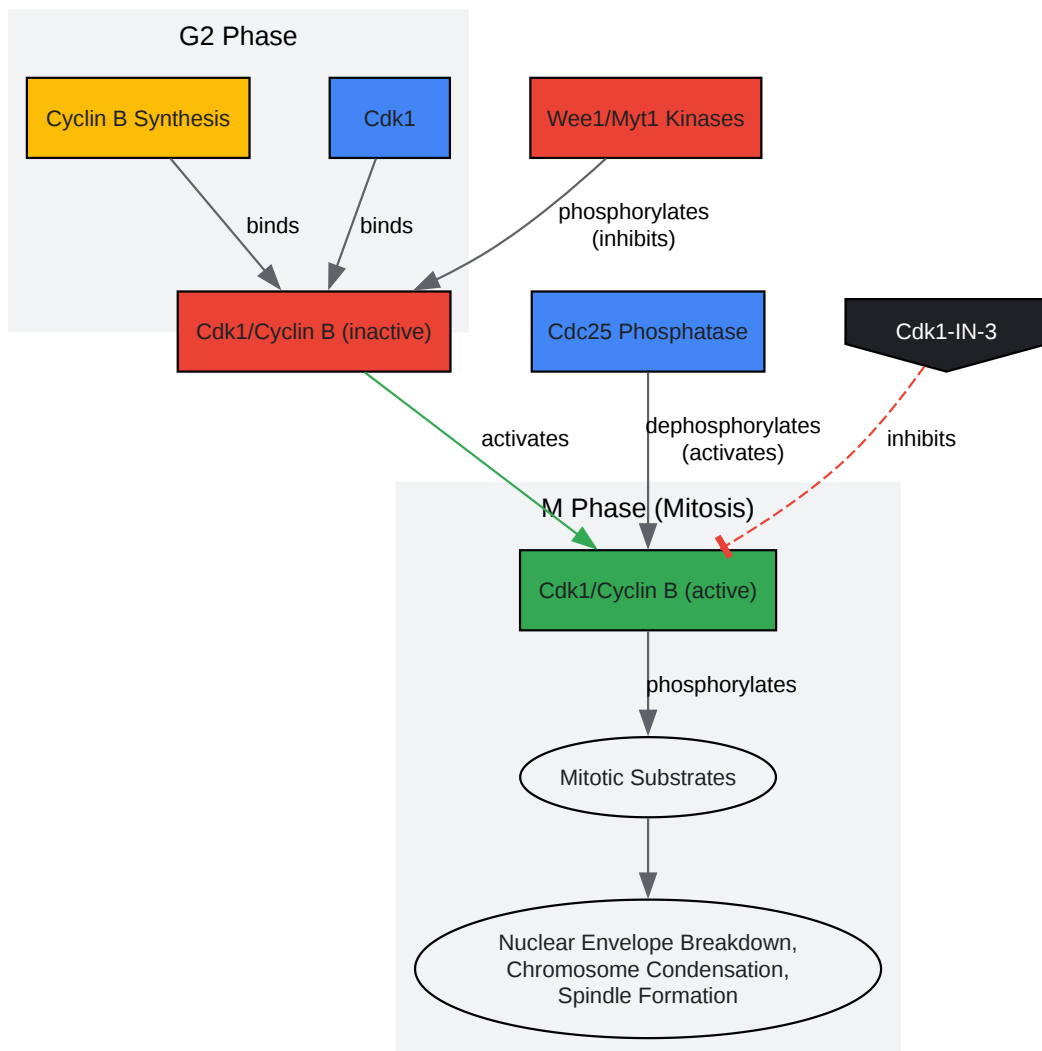 G2 Phase
Cyclin B Synthesis
Cdk1
Wee1/Myt1 Kinases
binds
binds
phosphorylates
(inhibits)
Cdk1/Cyclin B (inactive)
Cdc25 Phosphatase
Cdk1-IN-3
activates
dephosphorylates
(activates)
inhibits
M Phase (Mitosis)
Cdk1/Cyclin B (active)
phosphorylates
Mitotic Substrates
Nuclear Envelope Breakdown,
Chromosome Condensation,
Spindle Formation